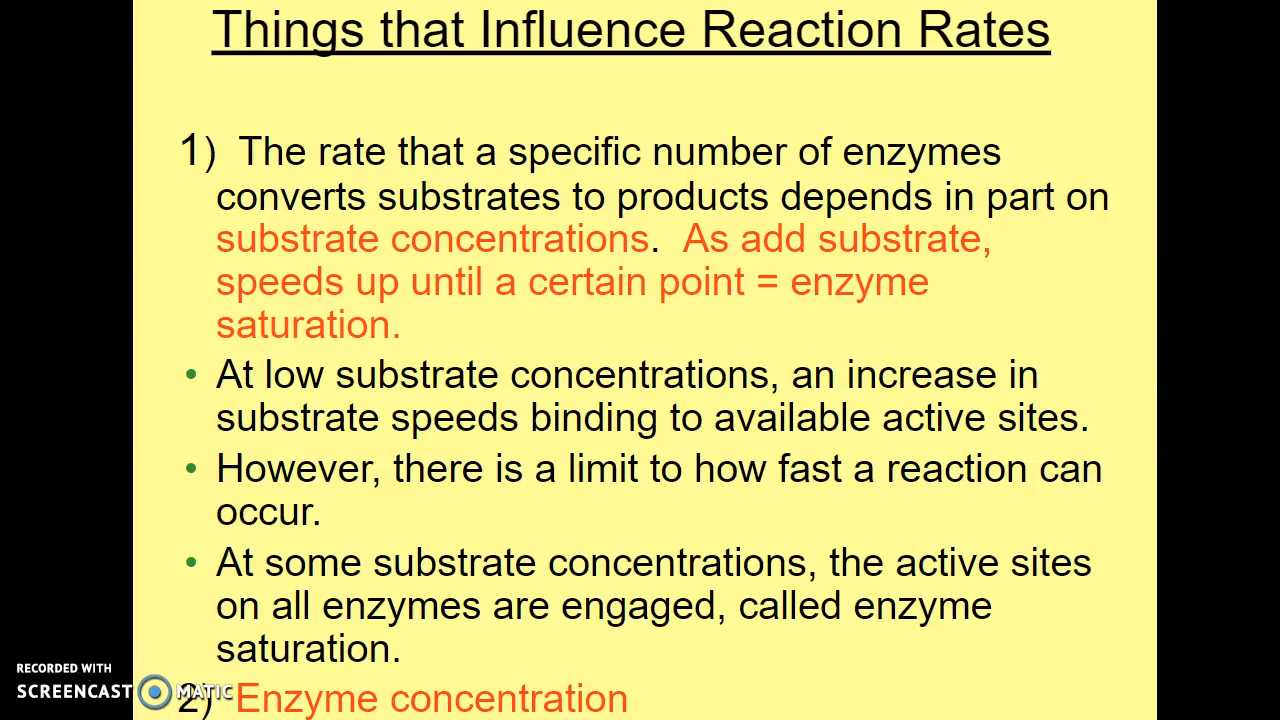 Things that Influence Reaction Rates
1) The rate that a specific number of enzymes
converts substrates to products depends in part on
substrate concentrations. As add substrate,
speeds up until a certain point = enzyme
saturation.
• At low substrate concentrations, an increase in
substrate speeds binding to available active sites.
• However, there is a limit to how fast a reaction can
occur.
• At some substrate concentrations, the active sites
on all enzymes are engaged, called enzyme
saturation.
2) Enzyme concentration
RECORDED WITH
SCREENCAST MATIC